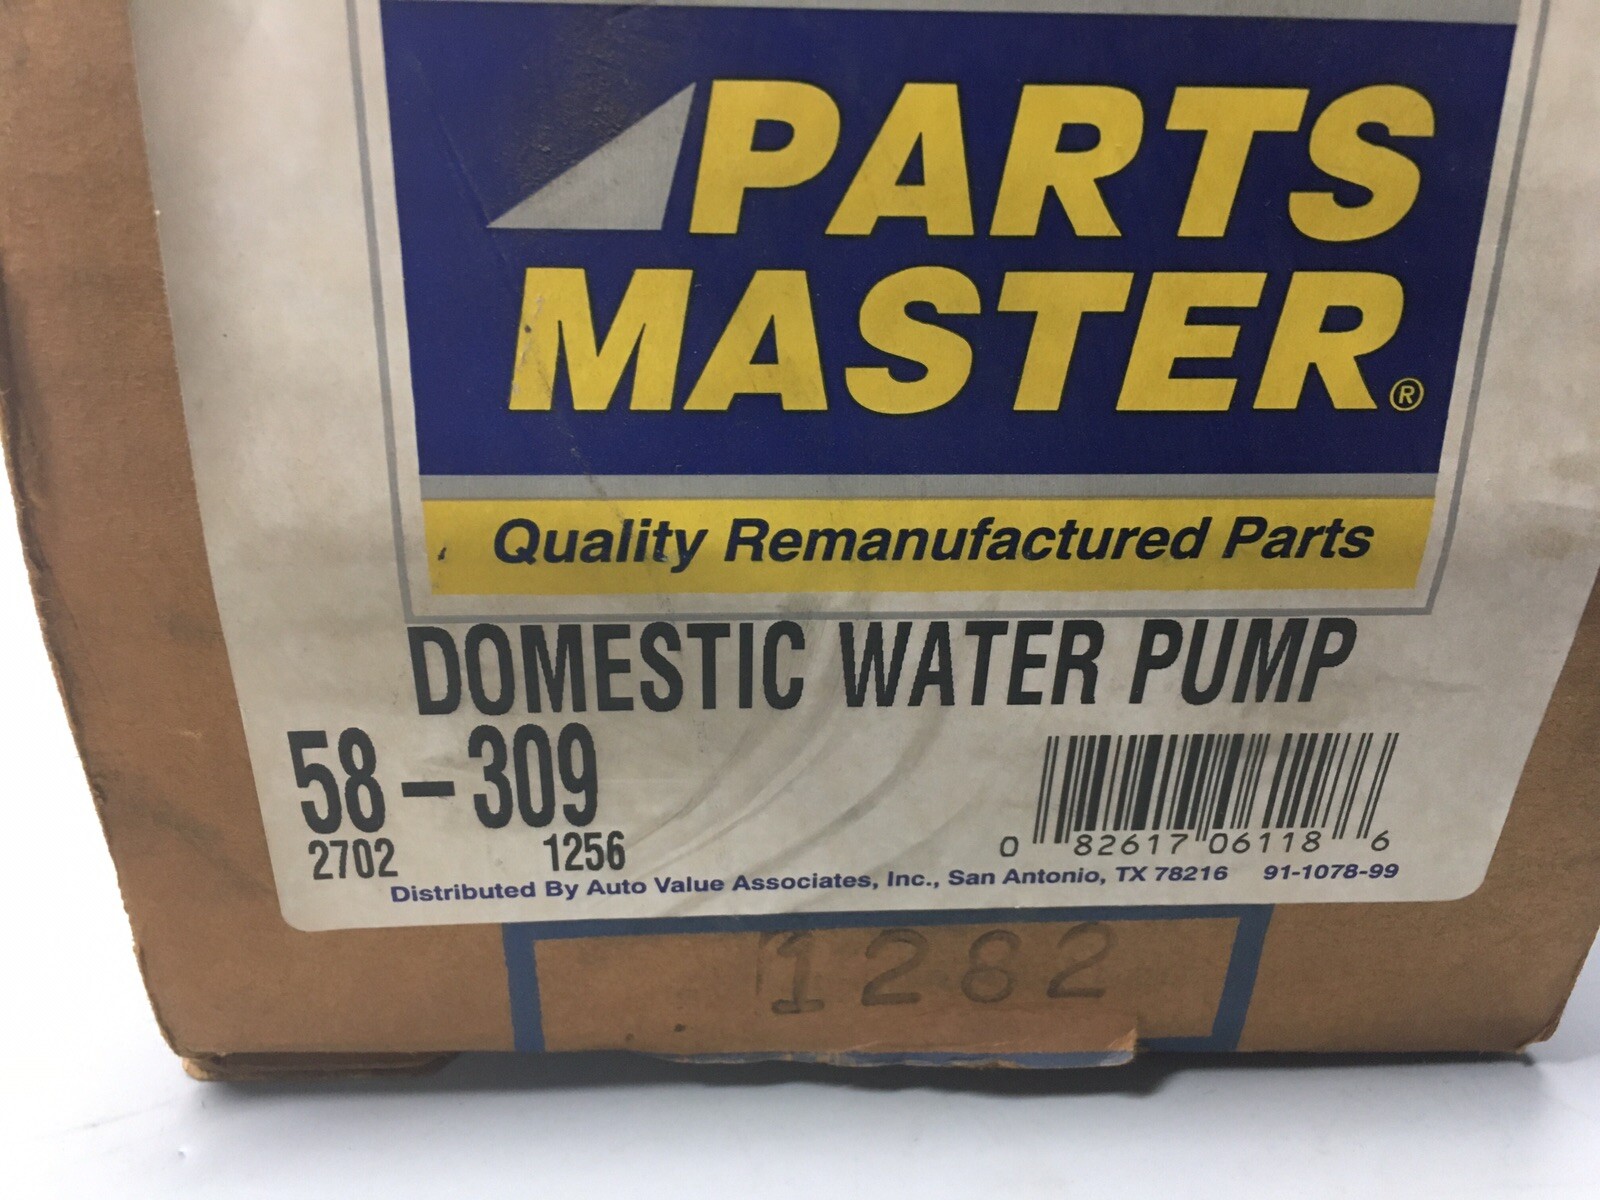 PARTS
MASTER®
Quality Remanufactured Parts
DOMESTIC WATER PUMP
58-309
2702 1256
0 82617 06118 6
Distributed By Auto Value Associates, Inc., San Antonio, TX 78216 91-1078-99
1282